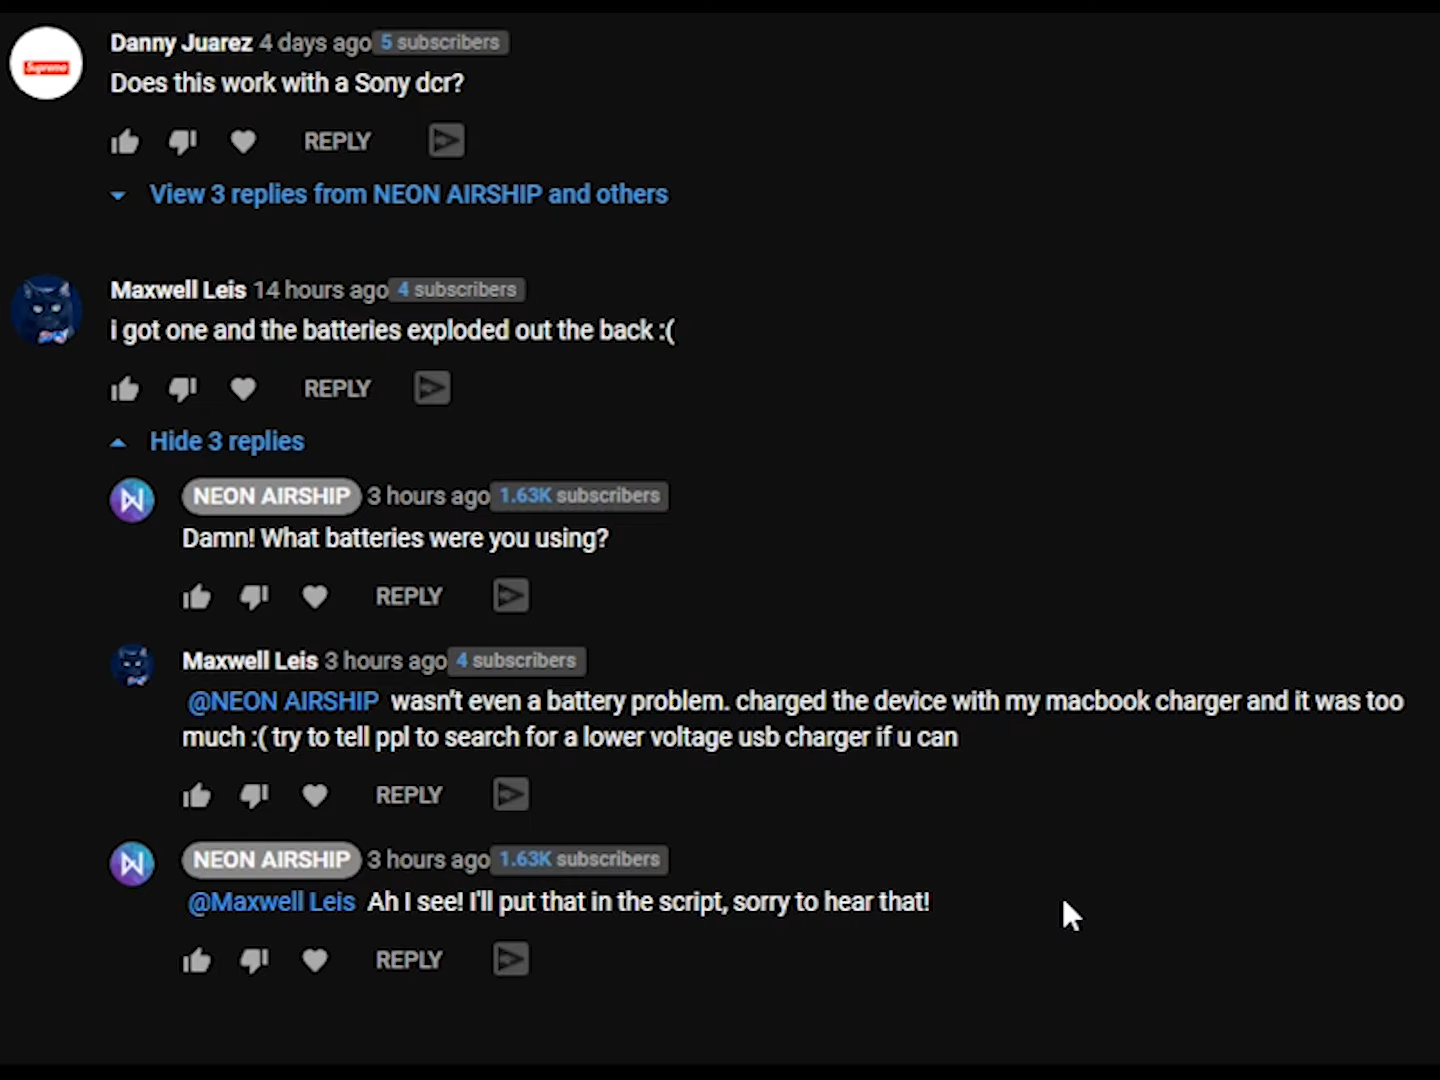 Supreme
Danny Juarez 4 days ago 5 subscribers
Does this work with a Sony dcr?
REPLY
View 3 replies from NEON AIRSHIP and others
Maxwell Leis 14 hours ago 4 subscribers
i got one and the batteries exploded out the back :(
REPLY
Hide 3 replies
NEON AIRSHIP 3 hours ago 1.63K subscribers
Damn! What batteries were you using?
REPLY
Maxwell Leis 3 hours ago 4 subscribers
@NEON AIRSHIP wasn't even a battery problem. charged the device with my macbook charger and it was too
much :( try to tell ppl to search for a lower voltage usb charger if u can
REPLY
NEON AIRSHIP 3 hours ago 1.63K subscribers
@Maxwell Leis Ah I see! I'll put that in the script, sorry to hear that!
REPLY